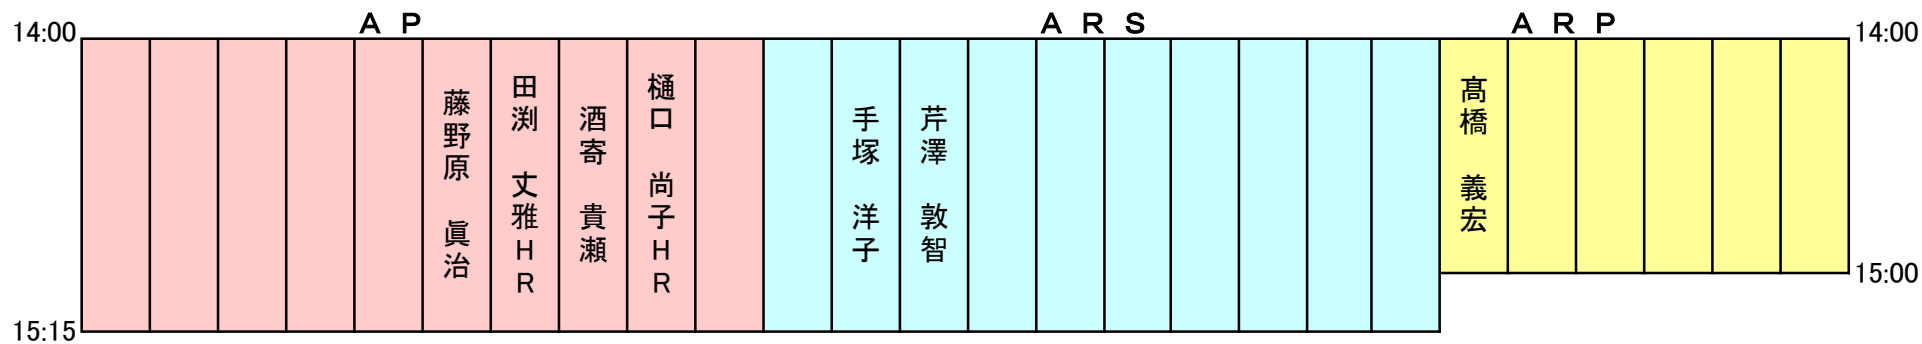 ＡＰ
ＡＲＳ
ＡＲＰ
14:00
14:00
藤野原　眞治
田渕　丈雅ＨＲ
酒寄　貴瀬
樋口　尚子ＨＲ
手塚　洋子
芹澤　敦智
髙橋　義宏
15:00
15:15